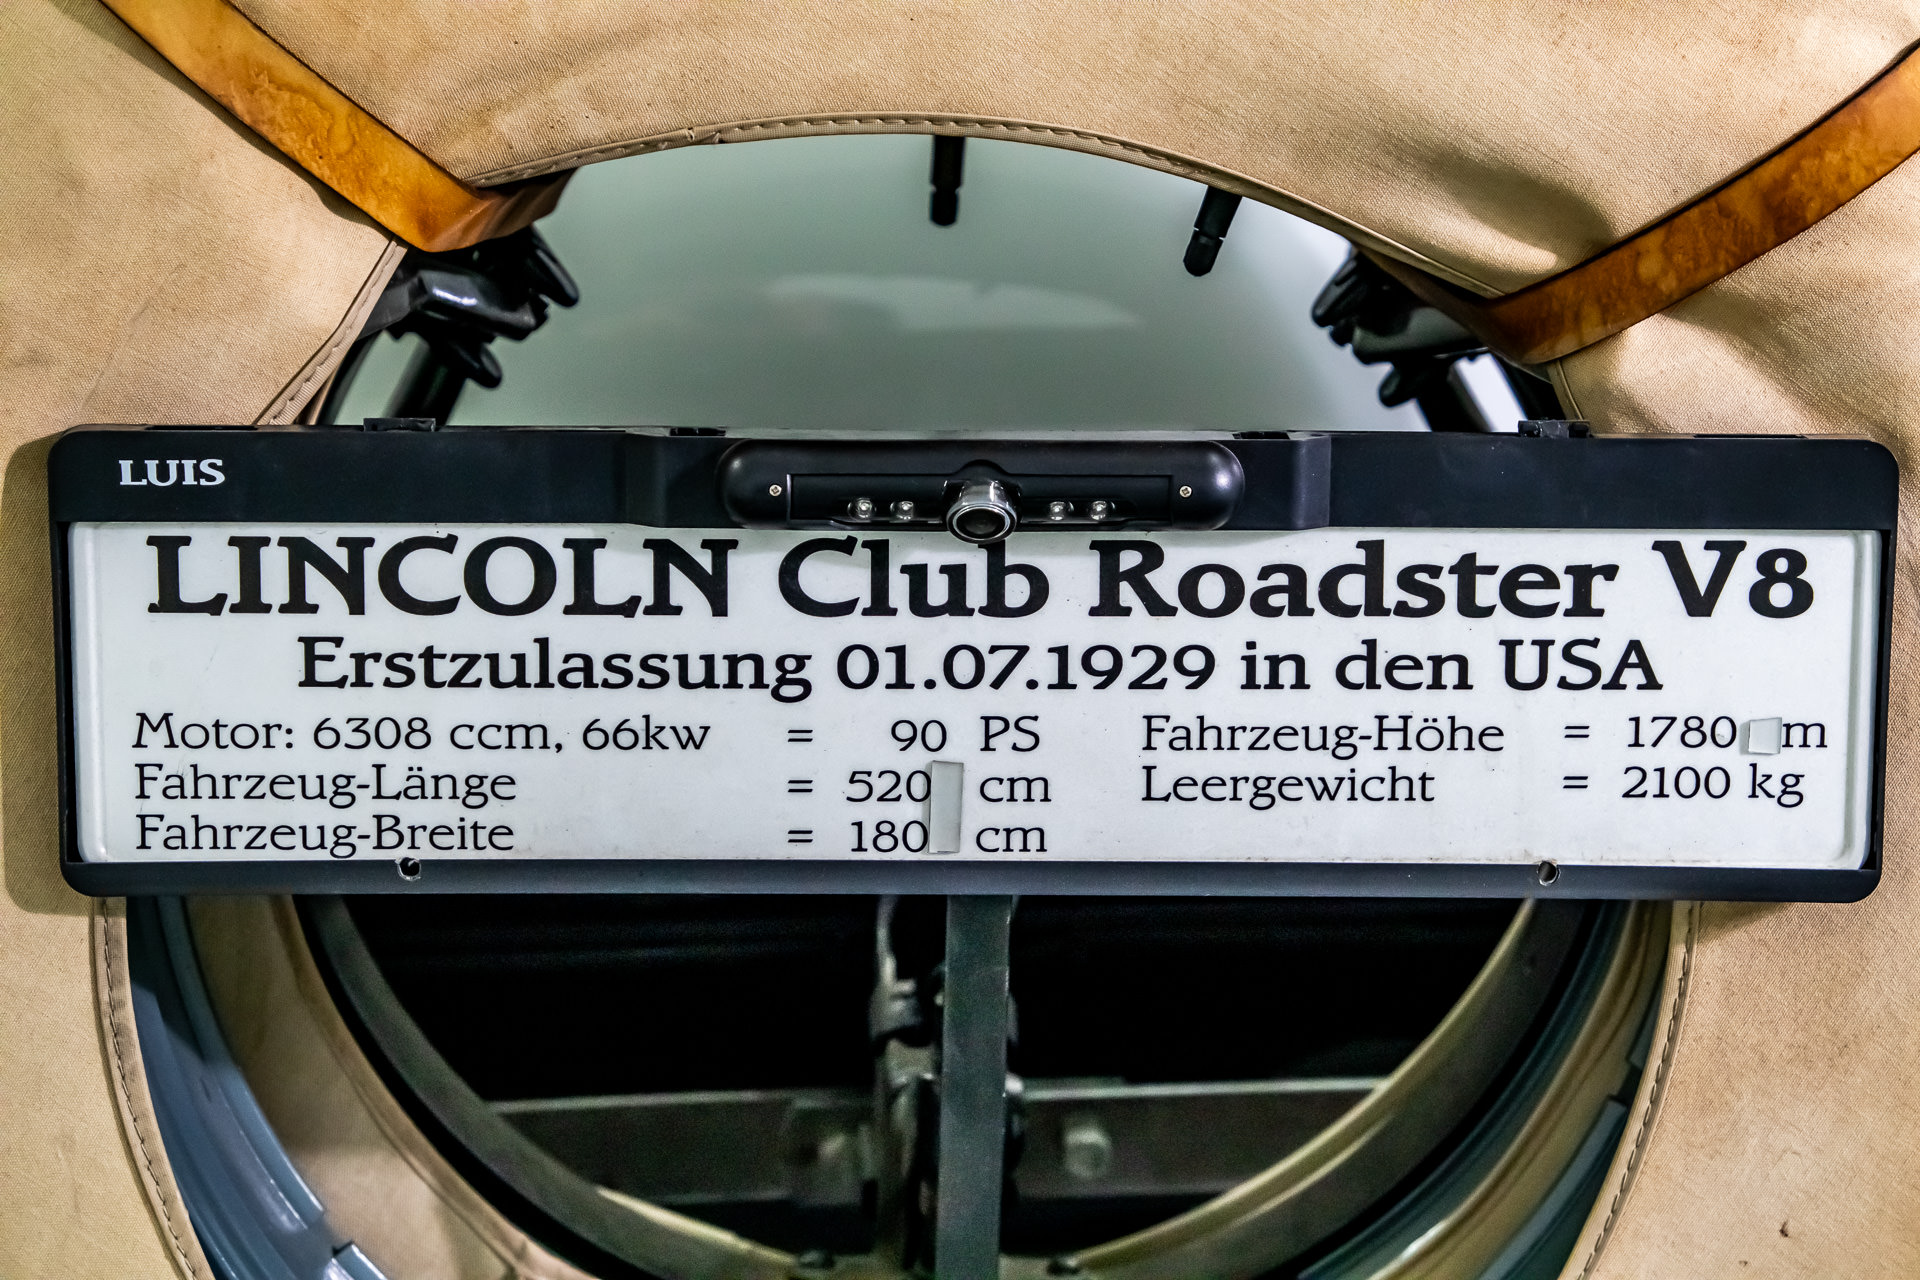 LUIS
LINCOLN Club Roadster V8
Erstzulassung 01.07.1929 in den USA
Motor: 6308 ccm, 66kw = 90 PS
Fahrzeug-Länge = 520 cm
Fahrzeug-Breite = 180 cm
Fahrzeug-Höhe = 1780 m
Leergewicht = 2100 kg